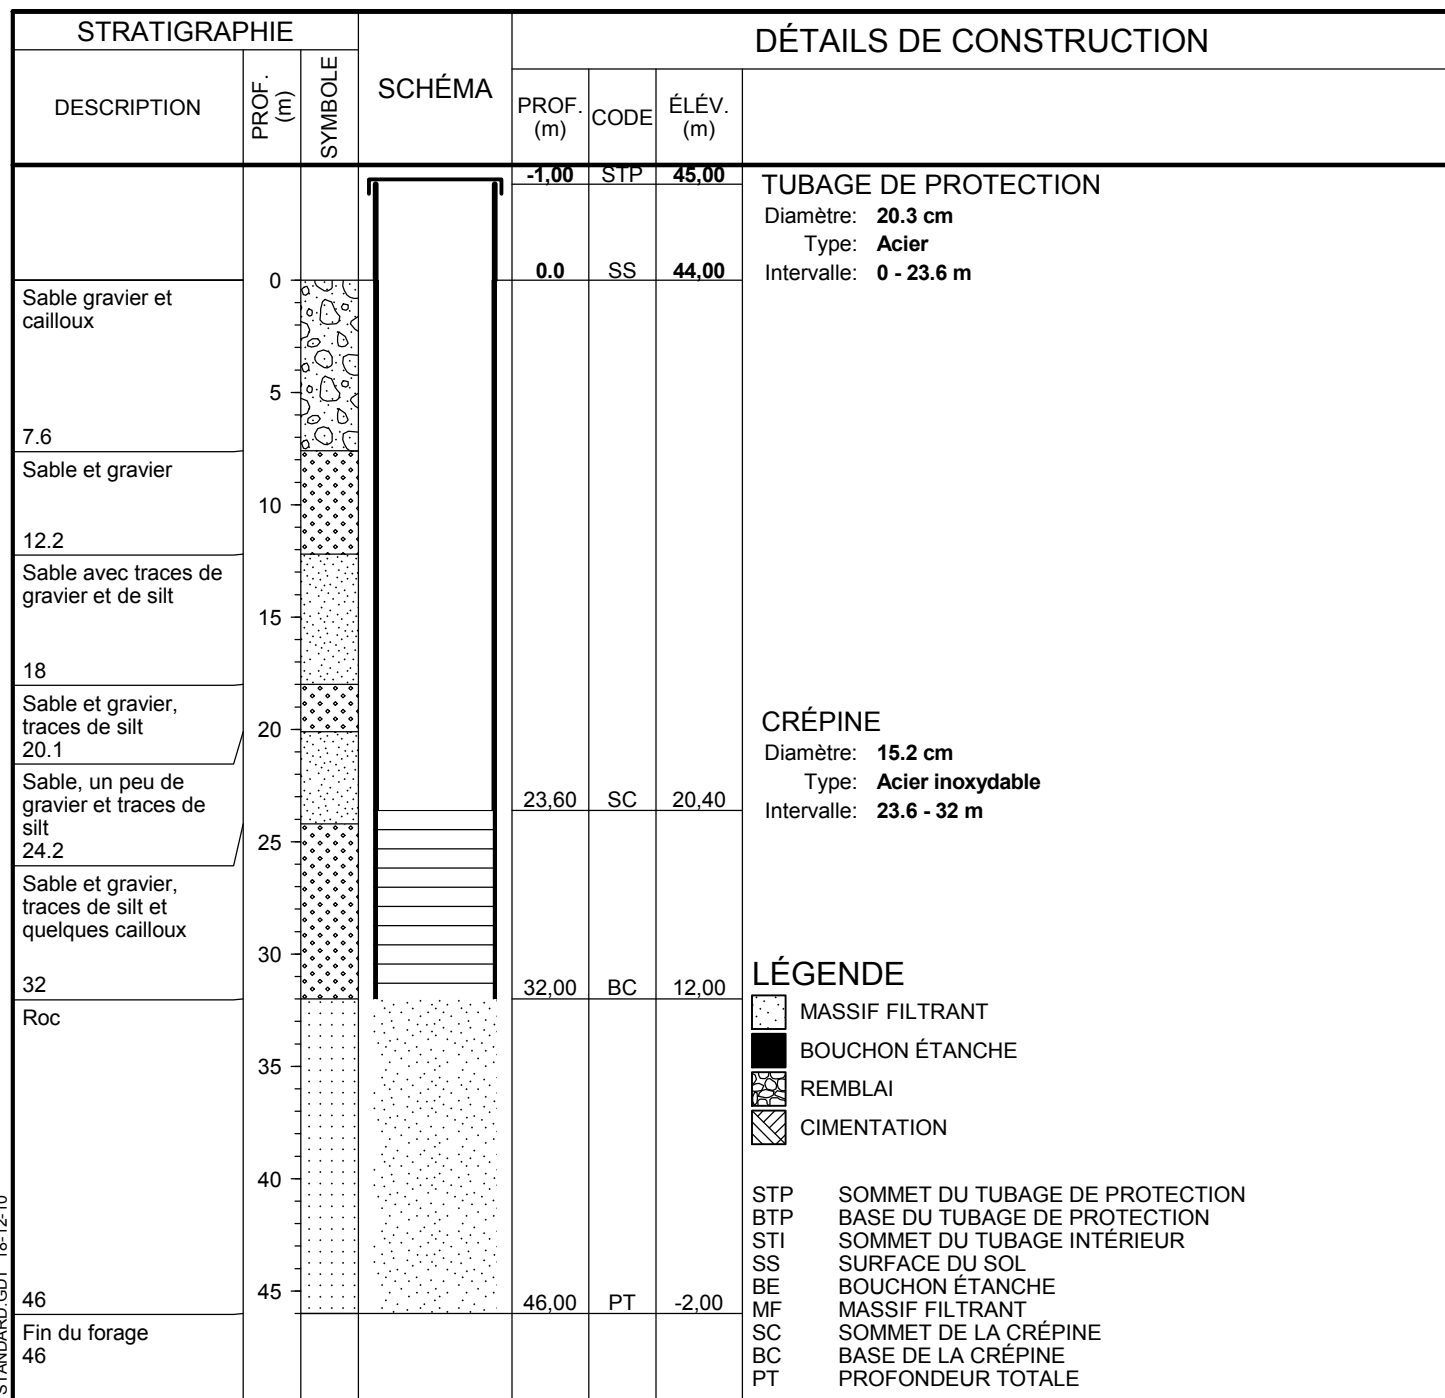 STRATIGRAPHIE
DESCRIPTION
PROF.
(m)
SYMBOLE
SCHÉMA
DÉTAILS DE CONSTRUCTION
PROF.
(m)
CODE
ÉLÉV.
(m)
-1,00 STP 45,00
0.0 SS 44,00
23,60 SC 20,40
32,00 BC 12,00
46,00 PT -2,00
Sable gravier et
cailloux
7.6
Sable et gravier
12.2
Sable avec traces de
gravier et de silt
18
Sable et gravier,
traces de silt
20.1
Sable, un peu de
gravier et traces de
silt
24.2
Sable et gravier,
traces de silt et
quelques cailloux
32
Roc
46
Fin du forage
46
0
5
10
15
20
25
30
35
40
45
TUBAGE DE PROTECTION
Diamètre: 20.3 cm
Type: Acier
Intervalle: 0 - 23.6 m
CRÉPINE
Diamètre: 15.2 cm
Type: Acier inoxydable
Intervalle: 23.6 - 32 m
LÉGENDE
MASSIF FILTRANT
BOUCHON ÉTANCHE
REMBLAI
CIMENTATION
STP SOMMET DU TUBAGE DE PROTECTION
BTP BASE DU TUBAGE DE PROTECTION
STI SOMMET DU TUBAGE INTÉRIEUR
SS SURFACE DU SOL
BE BOUCHON ÉTANCHE
MF MASSIF FILTRANT
SC SOMMET DE LA CRÉPINE
BC BASE DE LA CRÉPINE
PT PROFONDEUR TOTALE
STANDARD.GDT 18-12-10